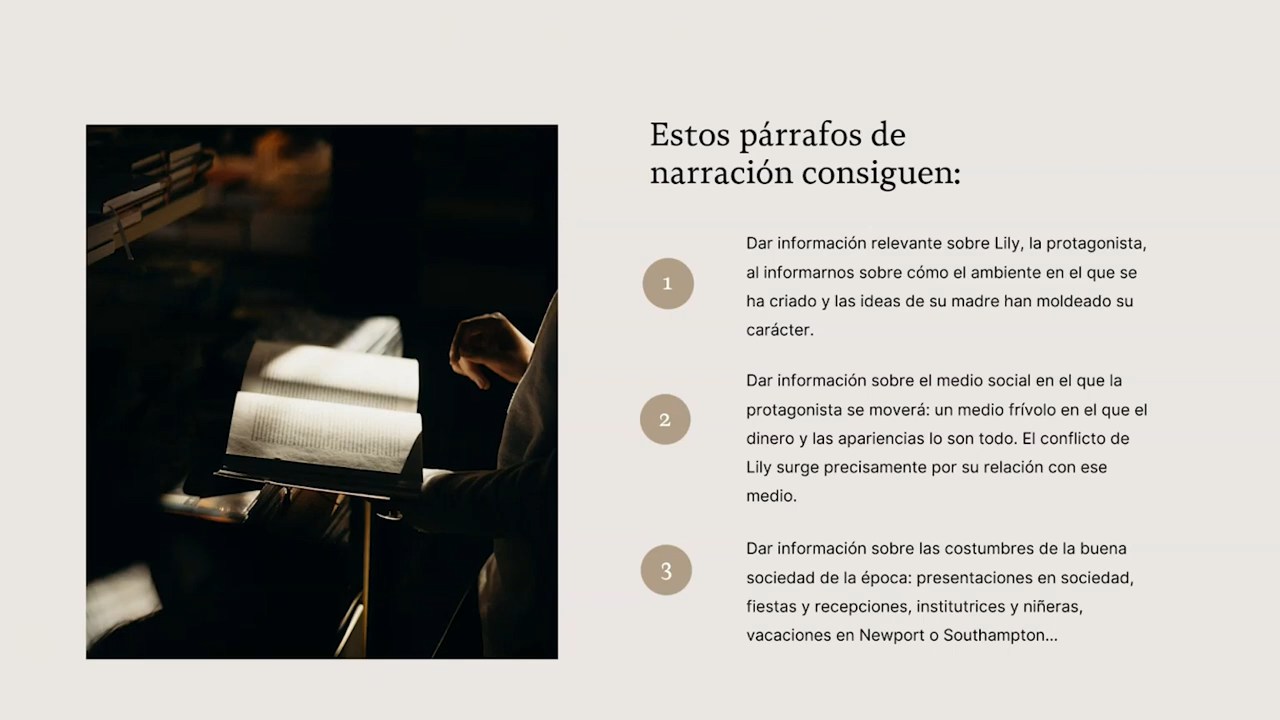 Estos párrafos de
narración consiguen:
1
Dar información relevante sobre Lily, la protagonista,
al informarnos sobre cómo el ambiente en el que se
ha criado y las ideas de su madre han moldeado su
carácter.
2
Dar información sobre el medio social en el que la
protagonista se moverá: un medio frívolo en el que el
dinero y las apariencias lo son todo. El conflicto de
Lily surge precisamente por su relación con ese
medio.
3
Dar información sobre las costumbres de la buena
sociedad de la época: presentaciones en sociedad,
fiestas y recepciones, institutrices y niñeras,
vacaciones en Newport o Southampton...